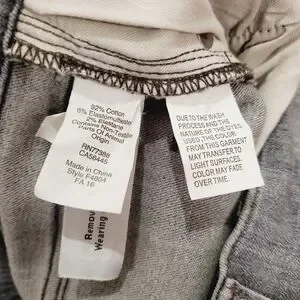 92% Cotton
6% Elastomultiester
2% Elastane
Contains Non-Textile
Parts Of Animal
Origin
RN77388
CA56445
Made in China
Style F4804
FA 16
DUE TO THE WASH
PROCESS AND THE
NATURE OF THE DYES
USED, THE COLOR
FROM THIS GARMENT
MAY TRANSFER TO
LIGHT SURFACES.
COLOR MAY FADE
OVER TIME.
Remov
Wearing